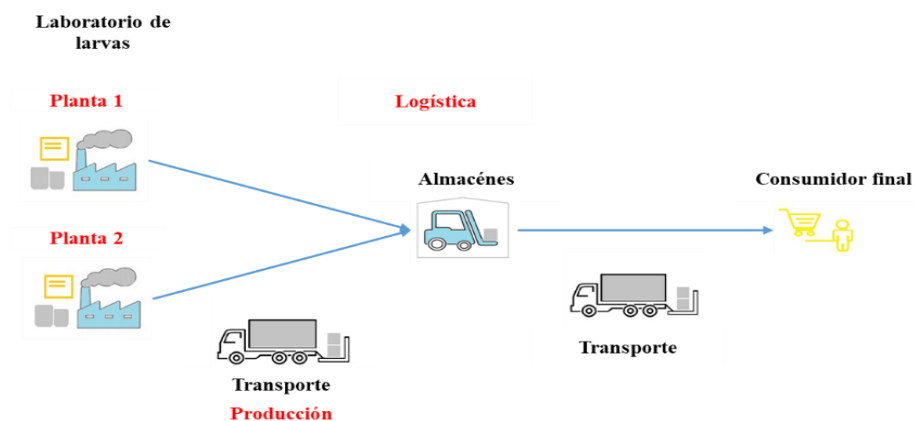 Laboratorio de
larvas
Planta 1
Logística
Almacénes
Consumidor final
Planta 2
Transporte
Transporte
Producción